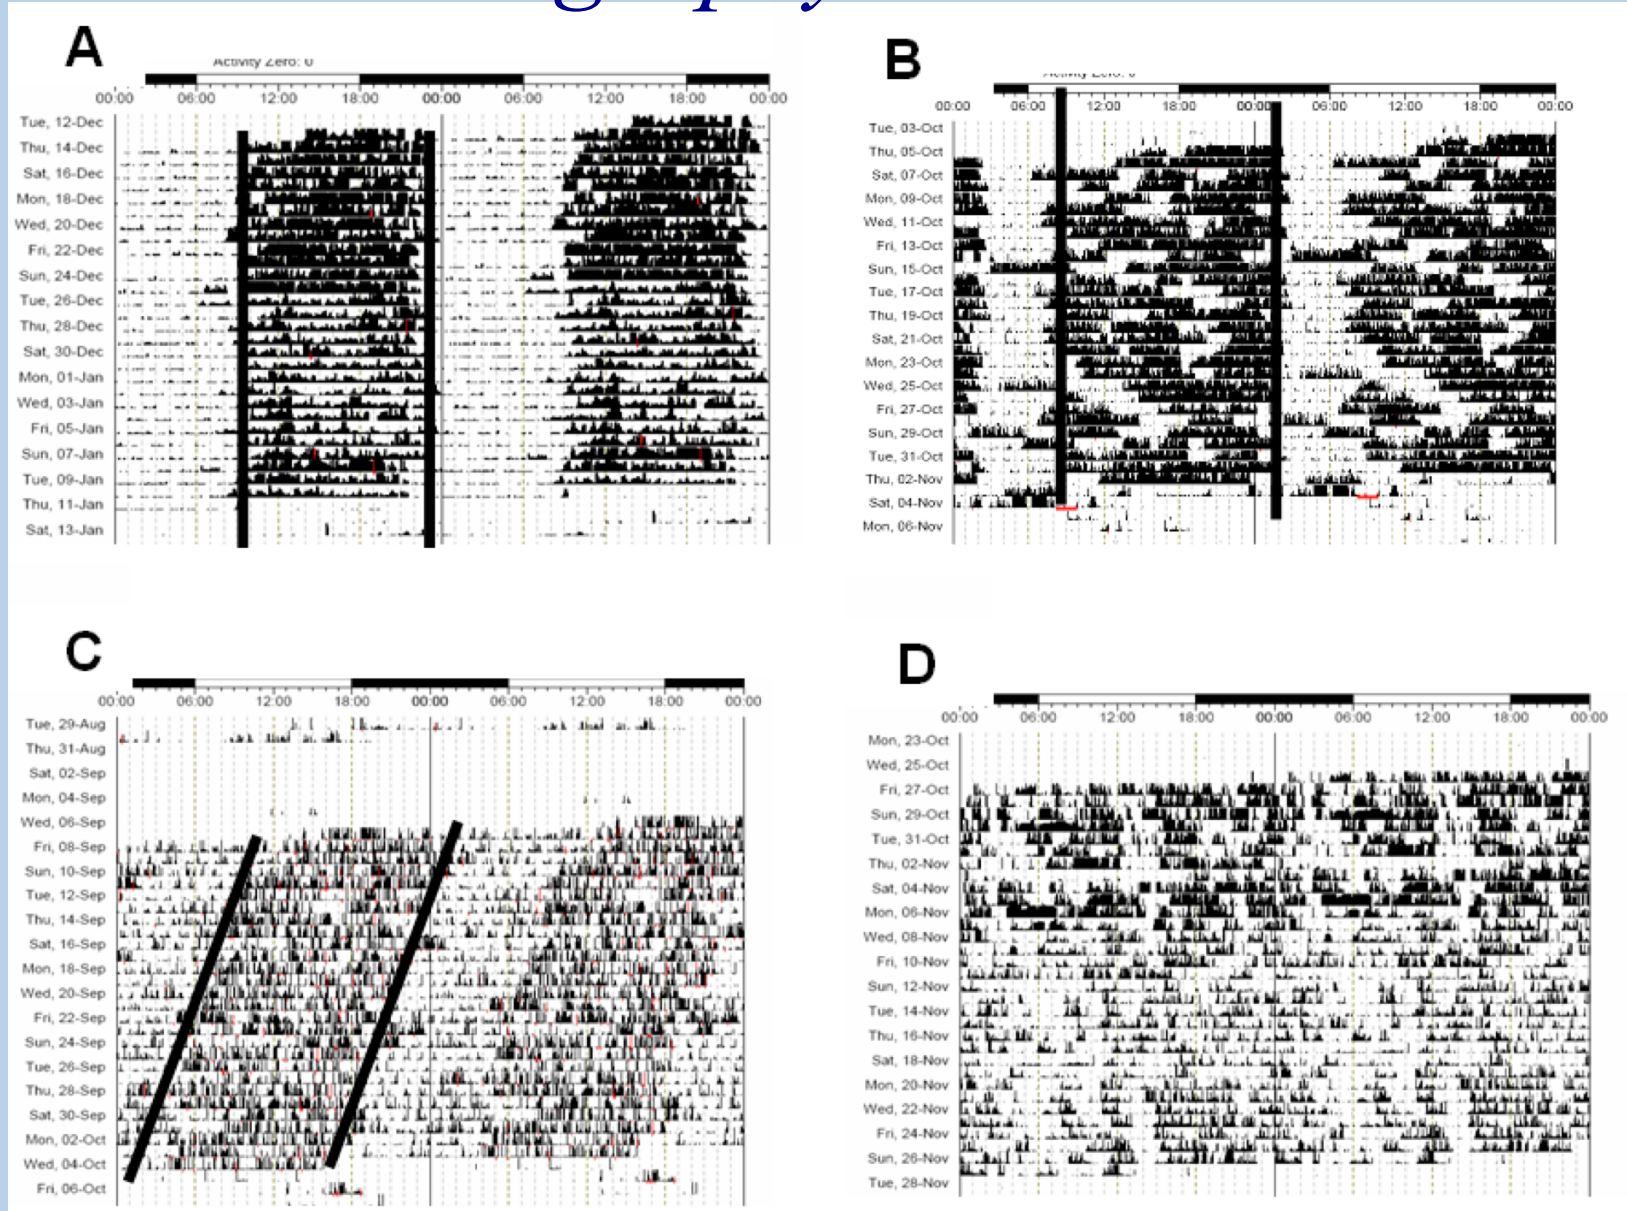 A
Activity Zero: 0
00:00 06:00 12:00 18:00 00:00 06:00 12:00 18:00 00:00
Tue, 12-Dec
Thu, 14-Dec
Sat, 16-Dec
Mon, 18-Dec
Wed, 20-Dec
Fri, 22-Dec
Sun, 24-Dec
Tue, 26-Dec
Thu, 28-Dec
Sat, 30-Dec
Mon, 01-Jan
Wed, 03-Jan
Fri, 05-Jan
Sun, 07-Jan
Tue, 09-Jan
Thu, 11-Jan
Sat, 13-Jan
B
Activity Zero: 0
00:00 06:00 12:00 18:00 00:00 06:00 12:00 18:00 00:00
Tue, 03-Oct
Thu, 05-Oct
Sat, 07-Oct
Mon, 09-Oct
Wed, 11-Oct
Fri, 13-Oct
Sun, 15-Oct
Tue, 17-Oct
Thu, 19-Oct
Sat, 21-Oct
Mon, 23-Oct
Wed, 25-Oct
Fri, 27-Oct
Sun, 29-Oct
Tue, 31-Oct
Thu, 02-Nov
Sat, 04-Nov
Mon, 06-Nov
C
00:00 06:00 12:00 18:00 00:00 06:00 12:00 18:00 00:00
Tue, 29-Aug
Thu, 31-Aug
Sat, 02-Sep
Mon, 04-Sep
Wed, 06-Sep
Fri, 08-Sep
Sun, 10-Sep
Tue, 12-Sep
Thu, 14-Sep
Sat, 16-Sep
Mon, 18-Sep
Wed, 20-Sep
Fri, 22-Sep
Sun, 24-Sep
Tue, 26-Sep
Thu, 28-Sep
Sat, 30-Sep
Mon, 02-Oct
Wed, 04-Oct
Fri, 06-Oct
D
00:00 06:00 12:00 18:00 00:00 06:00 12:00 18:00 00:00
Mon, 23-Oct
Wed, 25-Oct
Fri, 27-Oct
Sun, 29-Oct
Tue, 31-Oct
Thu, 02-Nov
Sat, 04-Nov
Mon, 06-Nov
Wed, 08-Nov
Fri, 10-Nov
Sun, 12-Nov
Tue, 14-Nov
Thu, 16-Nov
Sat, 18-Nov
Mon, 20-Nov
Wed, 22-Nov
Fri, 24-Nov
Sun, 26-Nov
Tue, 28-Nov